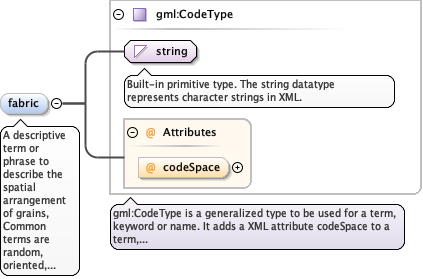 gml:CodeType
string
Built-in primitive type. The string datatype
represents character strings in XML.
fabric
A descriptive
term or
phrase to
describe the
spatial
arrangement
of grains,
Common
terms are
random,
oriented,...
@ Attributes
@ codeSpace
gml:CodeType is a generalized type to be used for a term,
keyword or name. It adds a XML attribute codeSpace to a
term,...